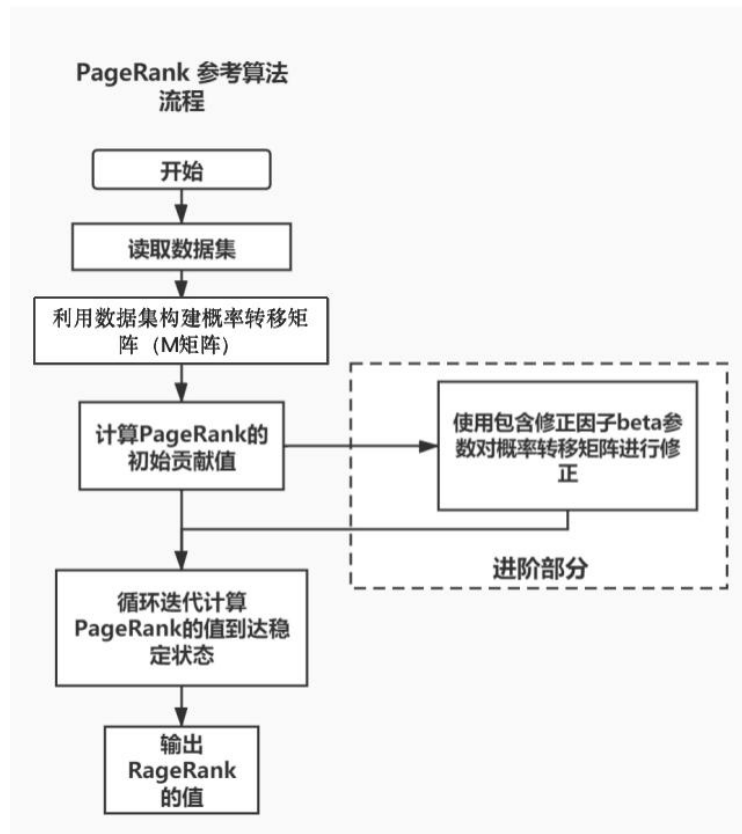 PageRank 参考算法
流程
开始
读取数据集
利用数据集构建概率转移矩
阵（M矩阵）
计算PageRank的
初始贡献值
使用包含修正因子beta参
数对概率转移矩阵进行修
正
进阶部分
循环迭代计算
PageRank的值到达稳
定状态
输出
RageRank
的值